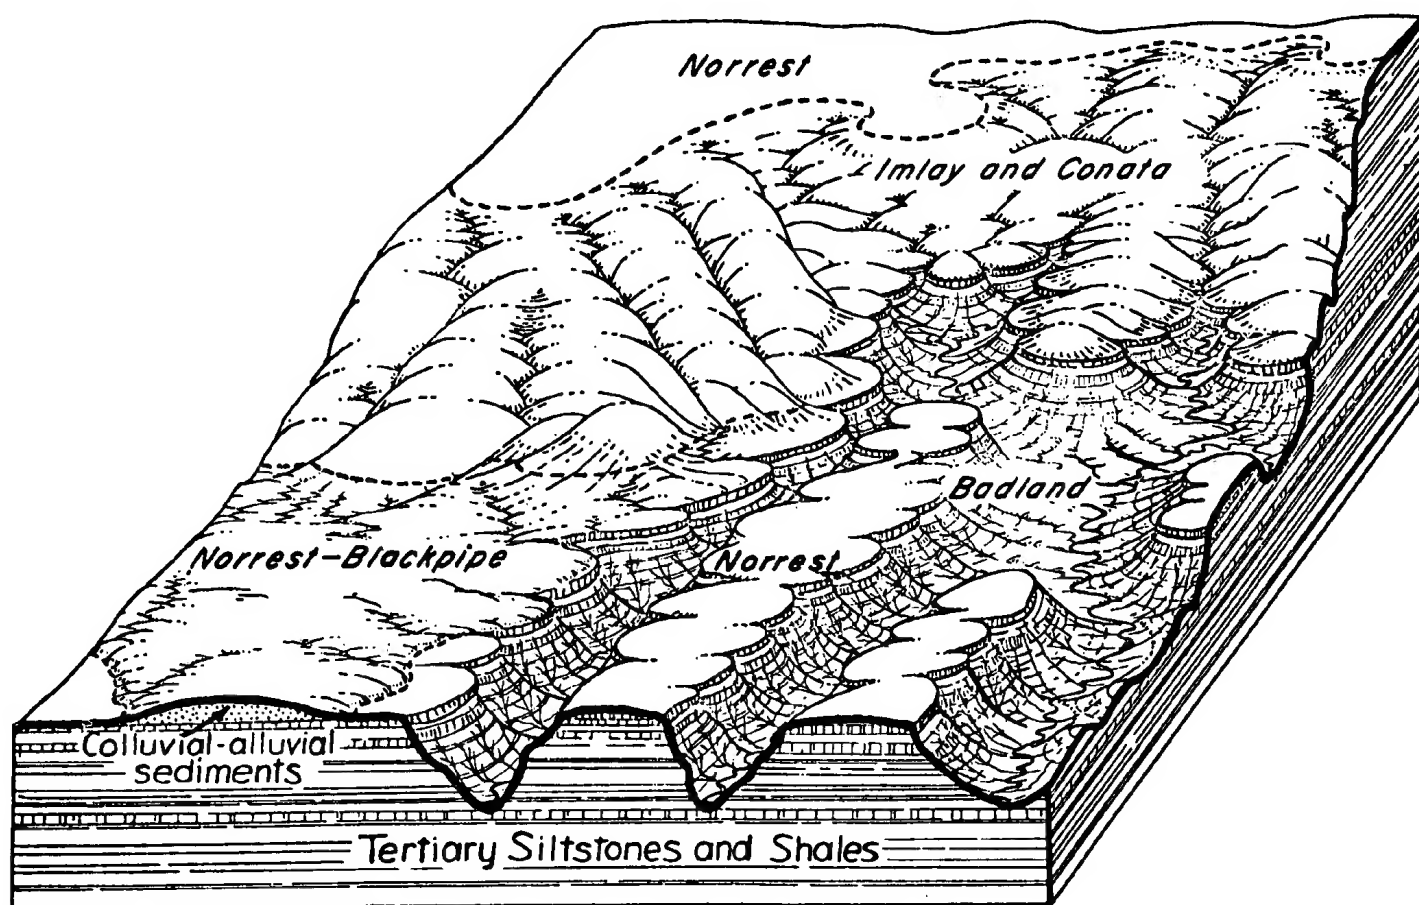 Norrest
Imlay and Conata
Badland
Norrest-Blackpipe
Norrest
Colluvial-alluvial
sediments
Tertiary Siltstones and Shales